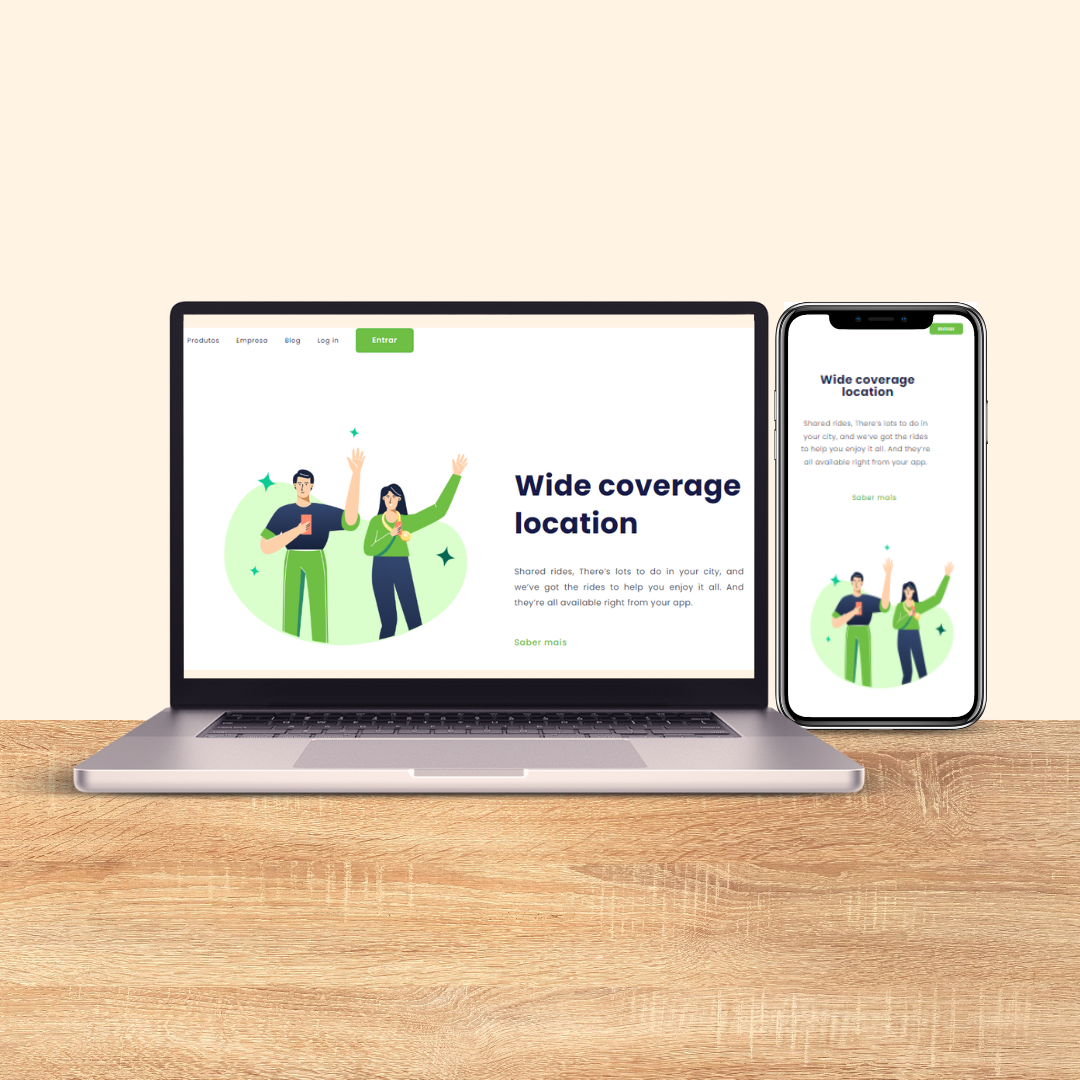 Produtos Empresa Blog Log in Entrar
Wide coverage
location
Shared rides, There's lots to do in your city, and
we've got the rides to help you enjoy it all. And
they're all available right from your app.
Saber mais
Wide coverage
location
Shared rides, There's lots to do in
your city, and we've got the rides
to help you enjoy it all. And they're
all available right from your app.
Saber mais